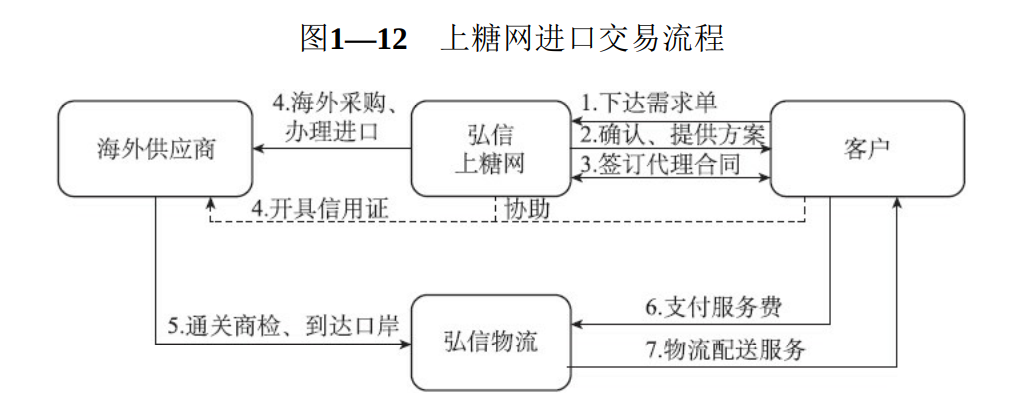 图1—12 上糖网进口交易流程
4.海外采购、
办理进口
1.下达需求单
海外供应商
弘信
上糖网
2.确认、提供方案
客户
3.签订代理合同
4.开具信用证
协助
6.支付服务费
5.通关商检、到达口岸
弘信物流
7.物流配送服务